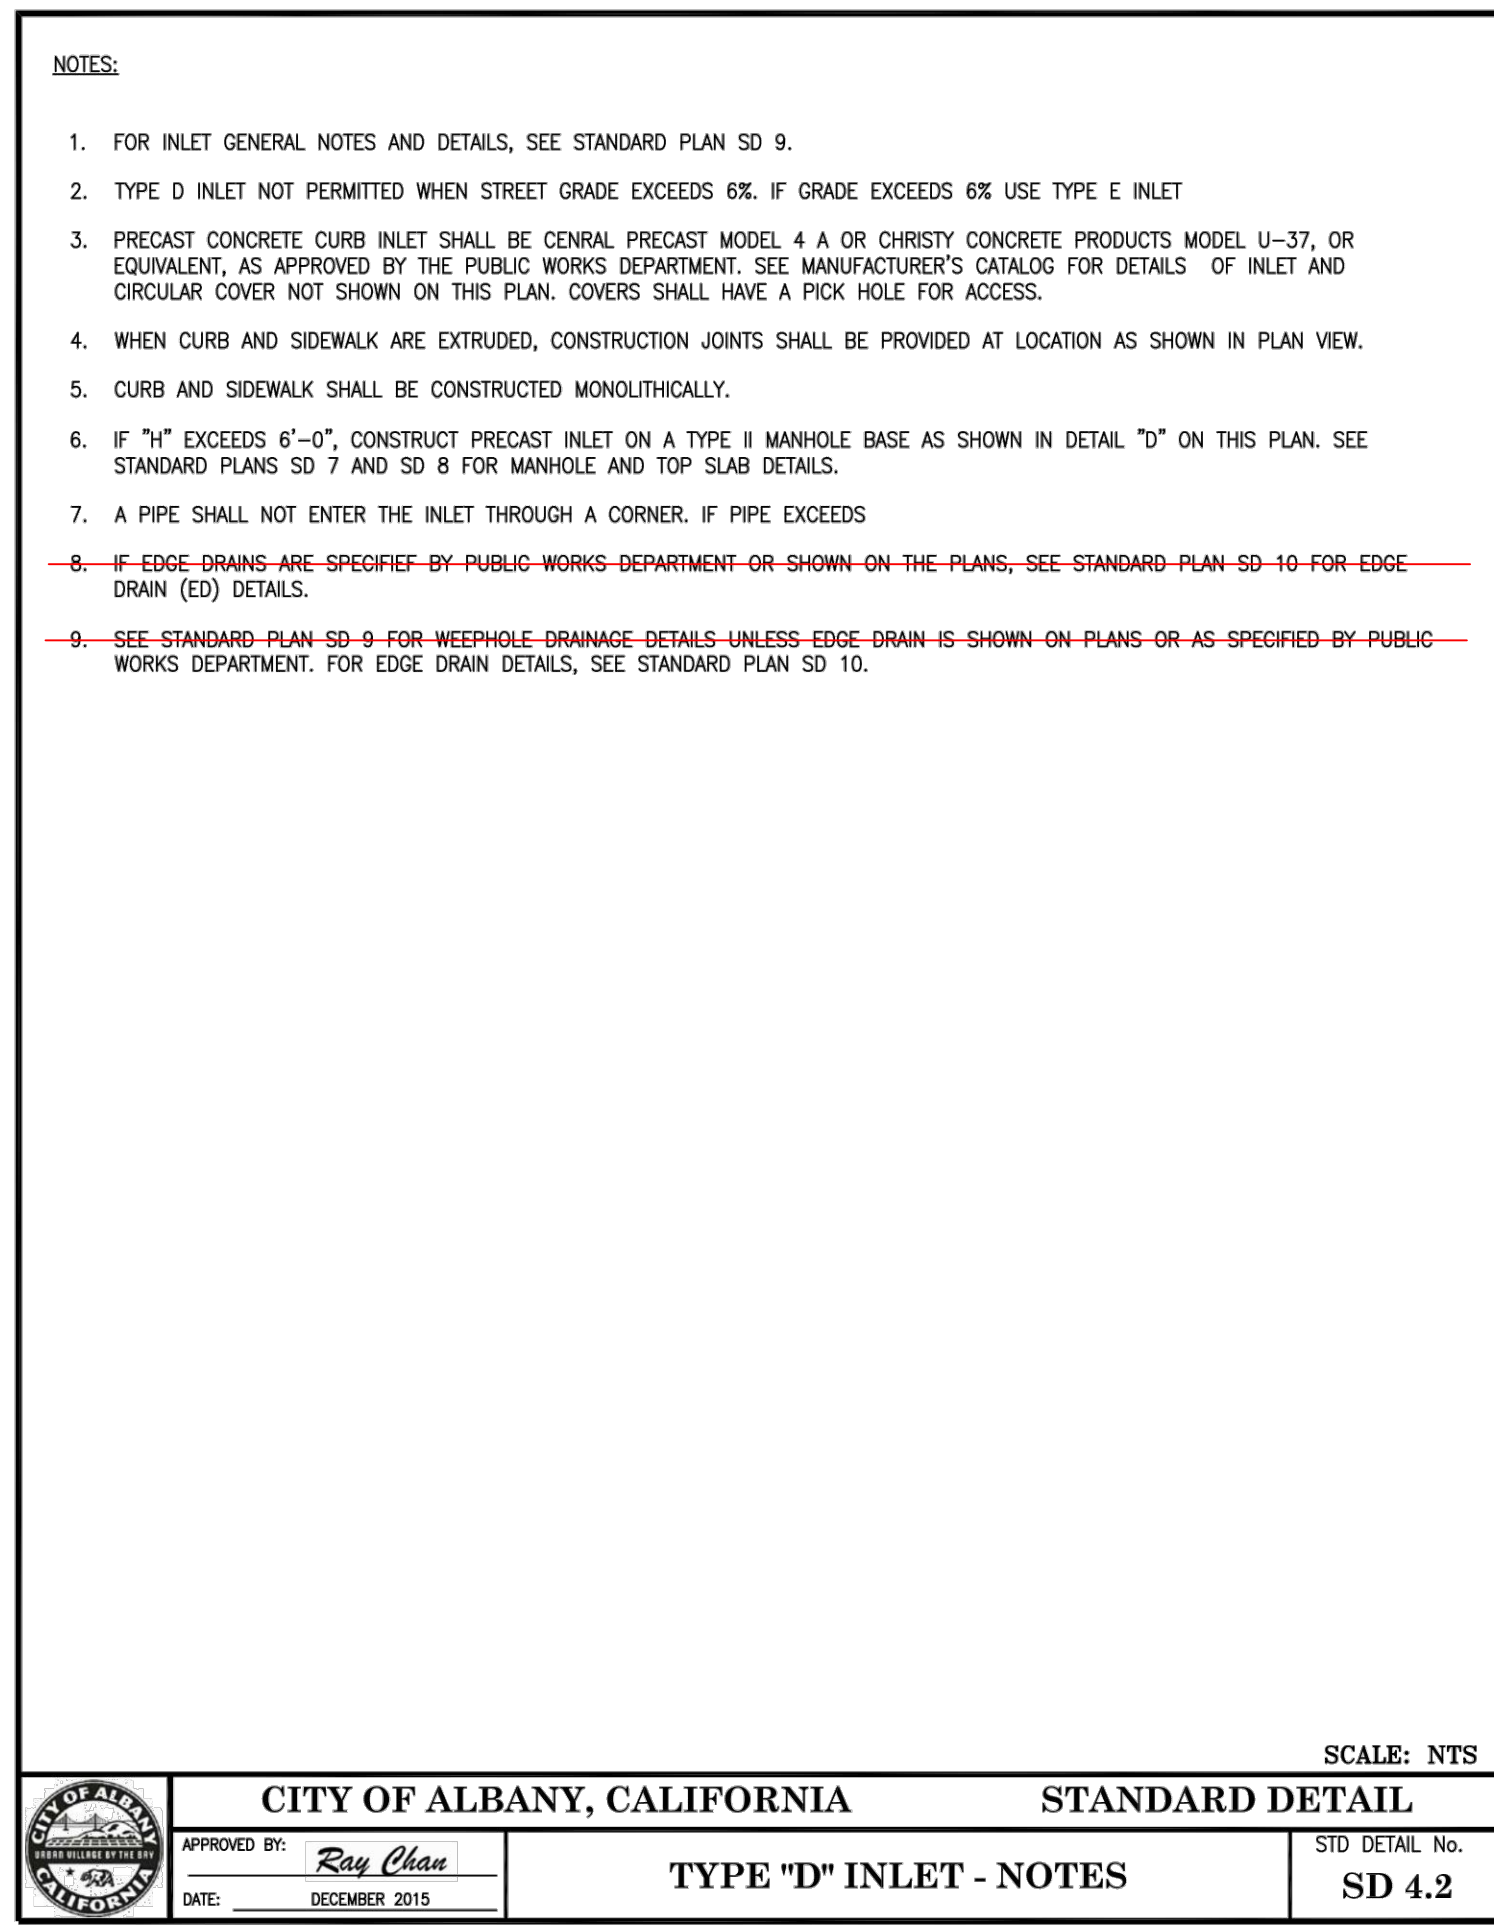 NOTES:
1. FOR INLET GENERAL NOTES AND DETAILS, SEE STANDARD PLAN SD 9.
2. TYPE D INLET NOT PERMITTED WHEN STREET GRADE EXCEEDS 6%. IF GRADE EXCEEDS 6% USE TYPE E INLET
3. PRECAST CONCRETE CURB INLET SHALL BE CENRAL PRECAST MODEL 4 A OR CHRISTY CONCRETE PRODUCTS MODEL U-37, OR
EQUIVALENT, AS APPROVED BY THE PUBLIC WORKS DEPARTMENT. SEE MANUFACTURER'S CATALOG FOR DETAILS OF INLET AND
CIRCULAR COVER NOT SHOWN ON THIS PLAN. COVERS SHALL HAVE A PICK HOLE FOR ACCESS.
4. WHEN CURB AND SIDEWALK ARE EXTRUDED, CONSTRUCTION JOINTS SHALL BE PROVIDED AT LOCATION AS SHOWN IN PLAN VIEW.
5. CURB AND SIDEWALK SHALL BE CONSTRUCTED MONOLITHICALLY.
6. IF "H" EXCEEDS 6'-0", CONSTRUCT PRECAST INLET ON A TYPE II MANHOLE BASE AS SHOWN IN DETAIL "D" ON THIS PLAN. SEE
STANDARD PLANS SD 7 AND SD 8 FOR MANHOLE AND TOP SLAB DETAILS.
7. A PIPE SHALL NOT ENTER THE INLET THROUGH A CORNER. IF PIPE EXCEEDS
8. IF EDGE DRAINS ARE SPECIFIEF BY PUBLIC WORKS DEPARTMENT OR SHOWN ON THE PLANS, SEE STANDARD PLAN SD 10 FOR EDGE
DRAIN (ED) DETAILS.
9. SEE STANDARD PLAN SD 9 FOR WEEPHOLE DRAINAGE DETAILS UNLESS EDGE DRAIN IS SHOWN ON PLANS OR AS SPECIFIED BY PUBLIC
WORKS DEPARTMENT. FOR EDGE DRAIN DETAILS, SEE STANDARD PLAN SD 10.
SCALE: NTS
CITY OF ALBANY
URBAN VILLAGE BY THE BAY
CALIFORNIA
CITY OF ALBANY, CALIFORNIA STANDARD DETAIL
APPROVED BY: Ray Chan
DATE: DECEMBER 2015
TYPE "D" INLET - NOTES
STD DETAIL No.
SD 4.2